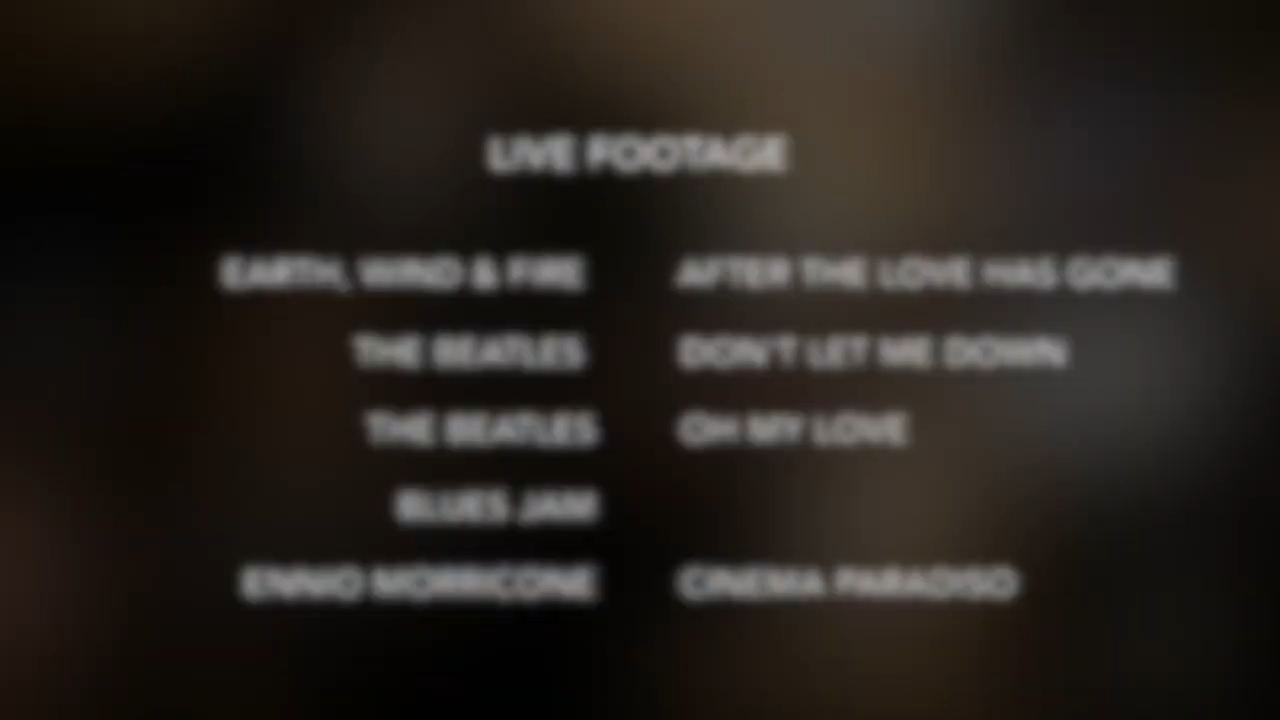 LIVE FOOTAGE
EARTH, WIND & FIRE AFTER THE LOVE HAS GONE
THE BEATLES DON'T LET ME DOWN
THE BEATLES OH MY LOVE
BLUES JAM
ENNIO MORRICONE CINEMA PARADISO